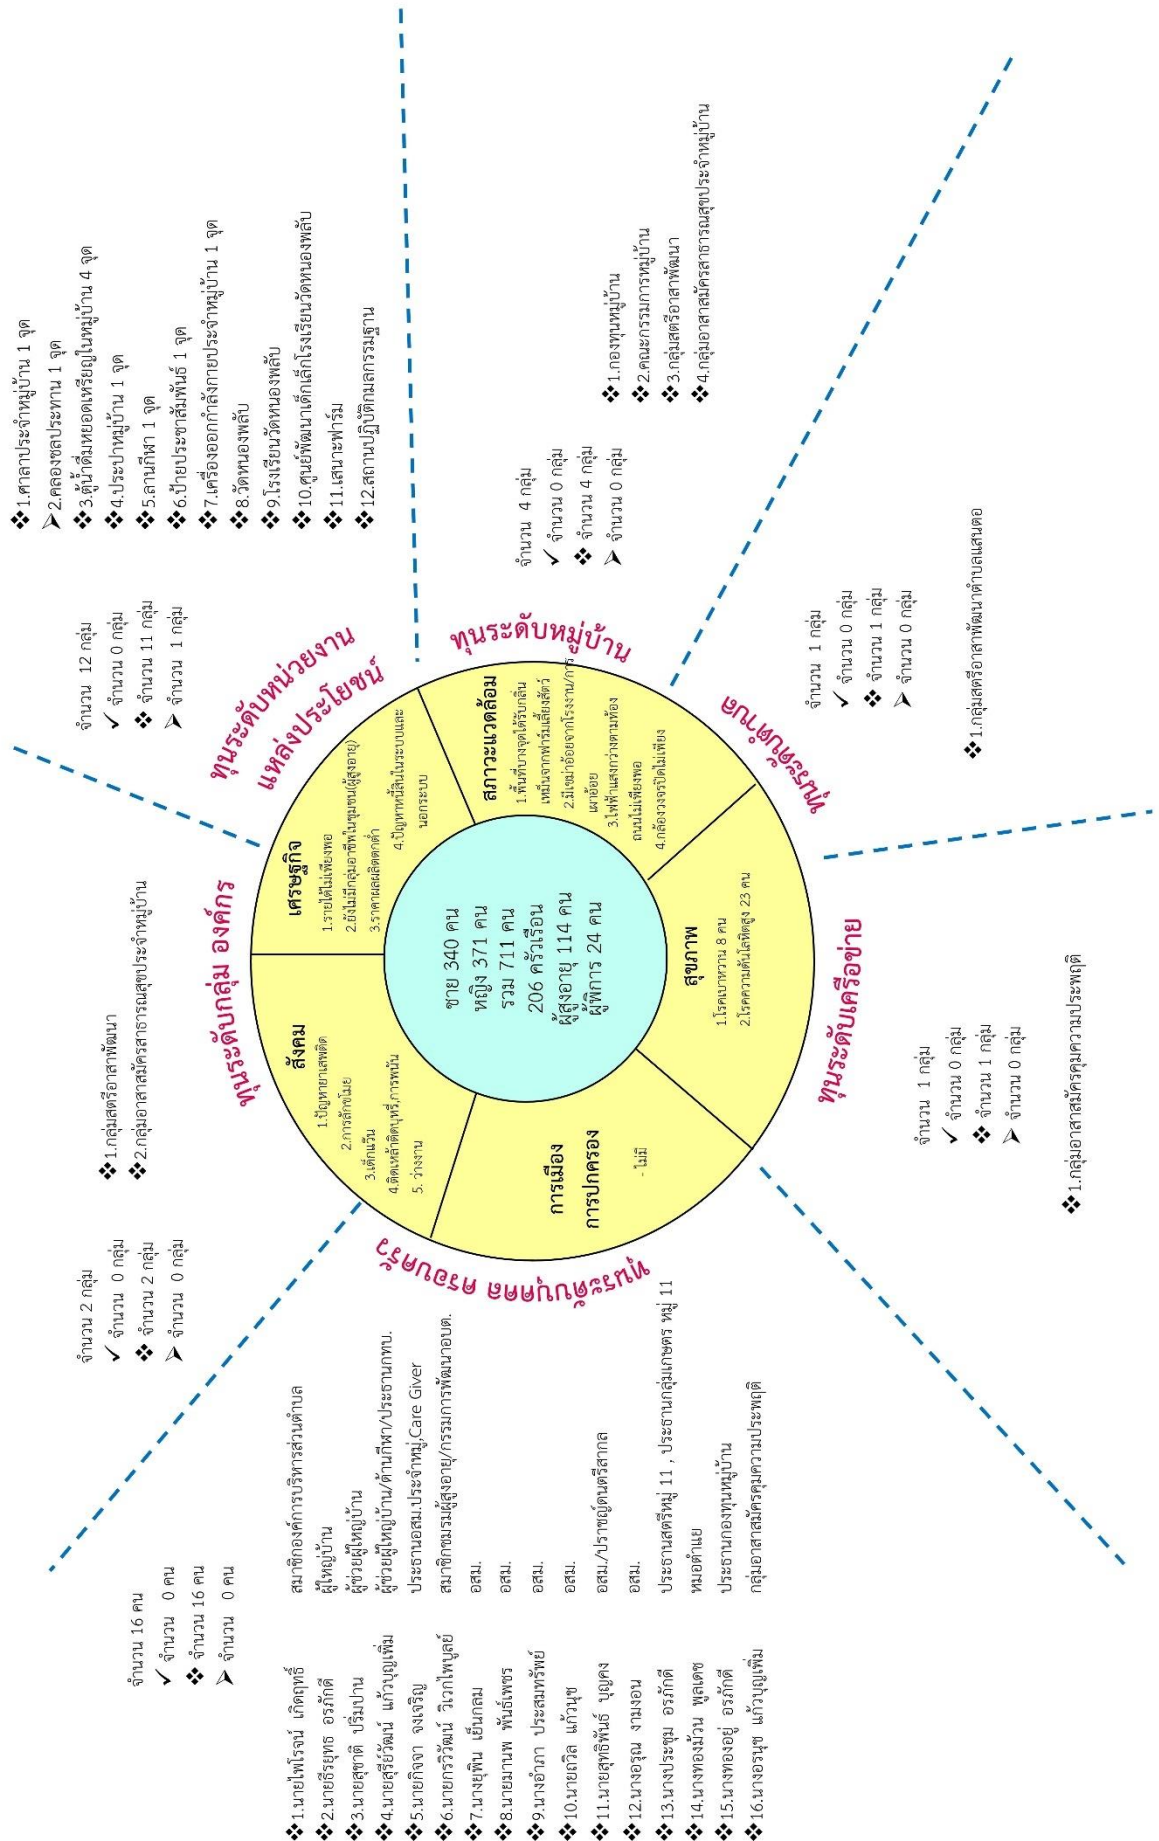 ทุนระดับบุคคล ครอบครัว
จำนวน 16 คน
✓ จำนวน 0 คน
❖ จำนวน 16 คน
➢ จำนวน 0 คน
❖1.นายไพโรจน์ เกิดฤทธิ์ สมาชิกองค์การบริหารส่วนตำบล
❖2.นายธีรยุทธ อรภักดี ผู้ใหญ่บ้าน
❖3.นายสุชาติ ปริ่มปาน ผู้ช่วยผู้ใหญ่บ้าน
❖4.นายสุรีย์วัฒน์ แก้วบุญเพิ่ม ผู้ช่วยผู้ใหญ่บ้าน/ด้านกีฬา/ประธานกทบ.
❖5.นายกิจจา จงเจริญ ประธานอสม.ประจำหมู่,Care Giver
❖6.นายกรวิวัฒน์ วิเวกไพบูลย์ สมาชิกชมรมผู้สูงอายุ/กรรมการพัฒนาอบต.
❖7.นางยุพิน เย็นกลม อสม.
❖8.นายมานพ พันธ์เพชร อสม.
❖9.นางอำภา ประสมทรัพย์ อสม.
❖10.นายถวิล แก้วนุช อสม.
❖11.นายสุทธิพันธ์ บุญคง อสม./ปราชญ์ดนตรีสากล
❖12.นางอรุณ งามงอน อสม.
❖13.นางประชุม อรภักดี ประธานสตรีหมู่ 11 , ประธานกลุ่มเกษตร หมู่ 11
❖14.นางทองม้วน พูลเดช หมอตำแย
❖15.นางทองอยู่ อรภักดี ประธานกองทุนหมู่บ้าน
❖16.นางอรนุช แก้วบุญเพิ่ม กลุ่มอาสาสมัครคุมความประพฤติ
ทุนระดับกลุ่ม องค์กร
จำนวน 2 กลุ่ม
✓ จำนวน 0 กลุ่ม
❖ จำนวน 2 กลุ่ม
➢ จำนวน 0 กลุ่ม
❖1.กลุ่มสตรีอาสาพัฒนา
❖2.กลุ่มอาสาสมัครสาธารณสุขประจำหมู่บ้าน
ทุนระดับหน่วยงาน
แหล่งประโยชน์
จำนวน 12 กลุ่ม
✓ จำนวน 0 กลุ่ม
❖ จำนวน 11 กลุ่ม
➢ จำนวน 1 กลุ่ม
❖1.ศาลาประจำหมู่บ้าน 1 จุด
➢2.คลองชลประทาน 1 จุด
❖3.ตู้น้ำดื่มหยอดเหรียญในหมู่บ้าน 4 จุด
❖4.ประปาหมู่บ้าน 1 จุด
❖5.ลานกีฬา 1 จุด
❖6.ป้ายประชาสัมพันธ์ 1 จุด
❖7.เครื่องออกกำลังกายประจำหมู่บ้าน 1 จุด
❖8.วัดหนองพลับ
❖9.โรงเรียนวัดหนองพลับ
❖10.ศูนย์พัฒนาเด็กเล็กโรงเรียนวัดหนองพลับ
❖11.เสนาะฟาร์ม
❖12.สถานปฏิบัติกมลกรรมฐาน
ทุนระดับหมู่บ้าน
จำนวน 4 กลุ่ม
✓ จำนวน 0 กลุ่ม
❖ จำนวน 4 กลุ่ม
➢ จำนวน 0 กลุ่ม
❖1.กองทุนหมู่บ้าน
❖2.คณะกรรมการหมู่บ้าน
❖3.กลุ่มสตรีอาสาพัฒนา
❖4.กลุ่มอาสาสมัครสาธารณสุขประจำหมู่บ้าน
ทุนระดับตำบล
จำนวน 1 กลุ่ม
✓ จำนวน 0 กลุ่ม
❖ จำนวน 1 กลุ่ม
➢ จำนวน 0 กลุ่ม
❖1.กลุ่มสตรีอาสาพัฒนาตำบลแสนตอ
ทุนระดับเครือข่าย
จำนวน 1 กลุ่ม
✓ จำนวน 0 กลุ่ม
❖ จำนวน 1 กลุ่ม
➢ จำนวน 0 กลุ่ม
❖1.กลุ่มอาสาสมัครคุมความประพฤติ
สังคม
1.ปัญหายาเสพติด
2.การลักขโมย
3.เด็กแว๊น
4.ติดเหล้าติดบุหรี่,การพนัน
5. ว่างงาน
เศรษฐกิจ
1.รายได้ไม่เพียงพอ
2.ยังไม่มีกลุ่มอาชีพในชุมชน(ผู้สูงอายุ)
3.ราคาผลผลิตตกต่ำ
4.ปัญหาหนี้สินในระบบและ
นอกระบบ
สภาวะแวดล้อม
1.พื้นที่บางจุดได้รับกลิ่น
เหม็นจากฟาร์มเลี้ยงสัตว์
2.มีเขม่าอ้อยจากโรงงาน/การ
เผาอ้อย
3.ไฟฟ้าแสงกว่างตามท้อง
ถนนไม่เพียงพอ
4.กล้องวงจรปิดไม่เพียง
สุขภาพ
1.โรคเบาหวาน 8 คน
2.โรคความดันโลหิตสูง 23 คน
การเมือง
การปกครอง
- ไม่มี
ชาย 340 คน
หญิง 371 คน
รวม 711 คน
206 ครัวเรือน
ผู้สูงอายุ 114 คน
ผู้พิการ 24 คน